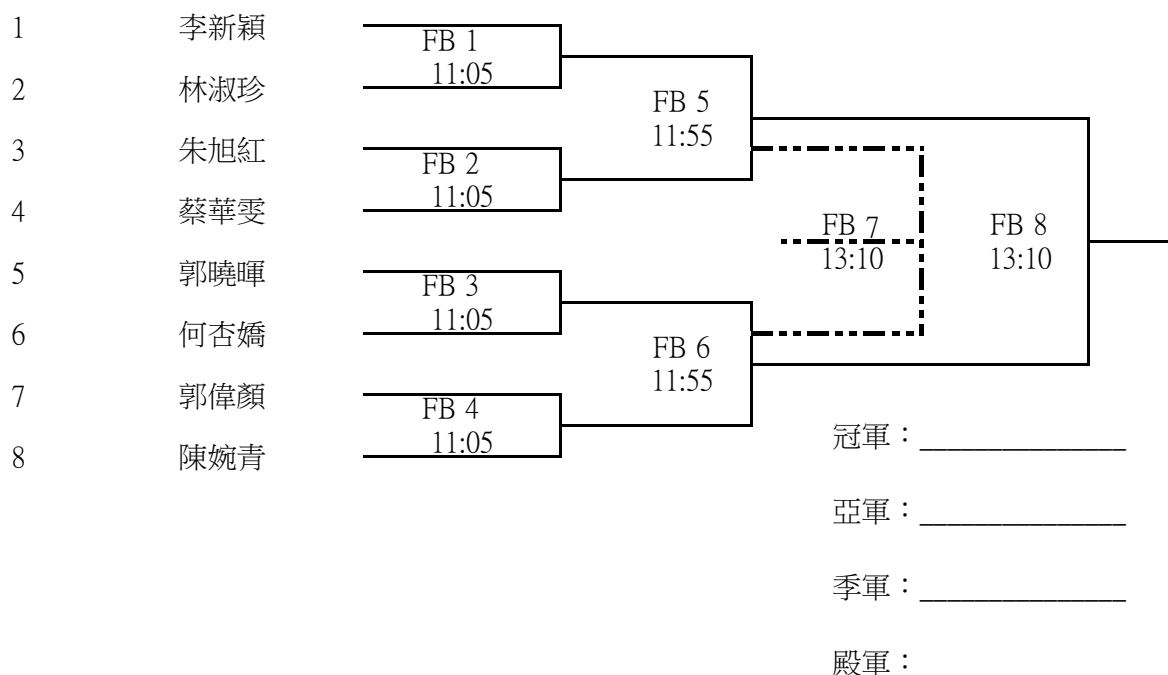 1 李新穎
FB 1
11:05
2 林淑珍
FB 5
11:55
3 朱旭紅
FB 2
11:05
4 蔡華雯
FB 7
13:10
FB 8
13:10
5 郭曉暉
FB 3
11:05
6 何杏嬌
FB 6
11:55
7 郭偉顏
FB 4
11:05
8 陳婉青
冠軍：_______________
亞軍：_______________
季軍：_______________
殿軍：